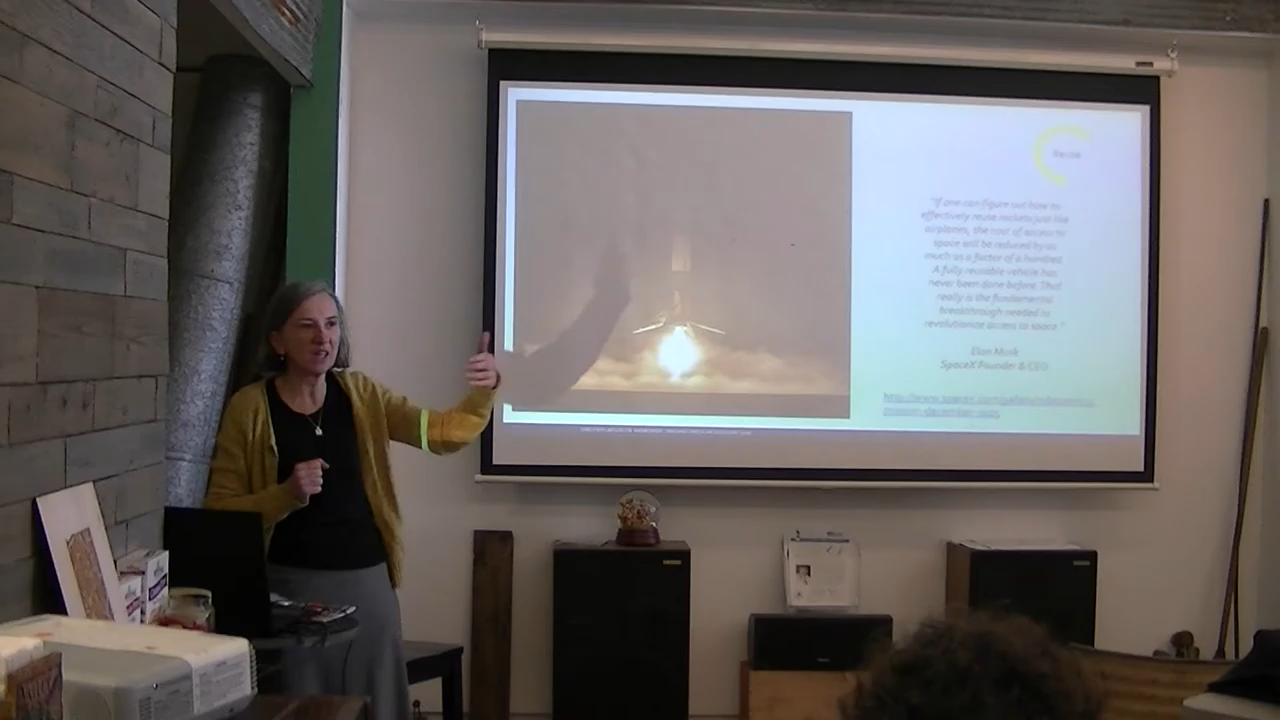 Reuse
"If one can figure out how to
effectively reuse rockets just like
airplanes, the cost of access to
space will be reduced by as
much as a factor of a hundred.
A fully reusable vehicle has
never been done before. That
really is the fundamental
breakthrough needed to
revolutionize access to space."
Elon Musk
SpaceX Founder & CEO